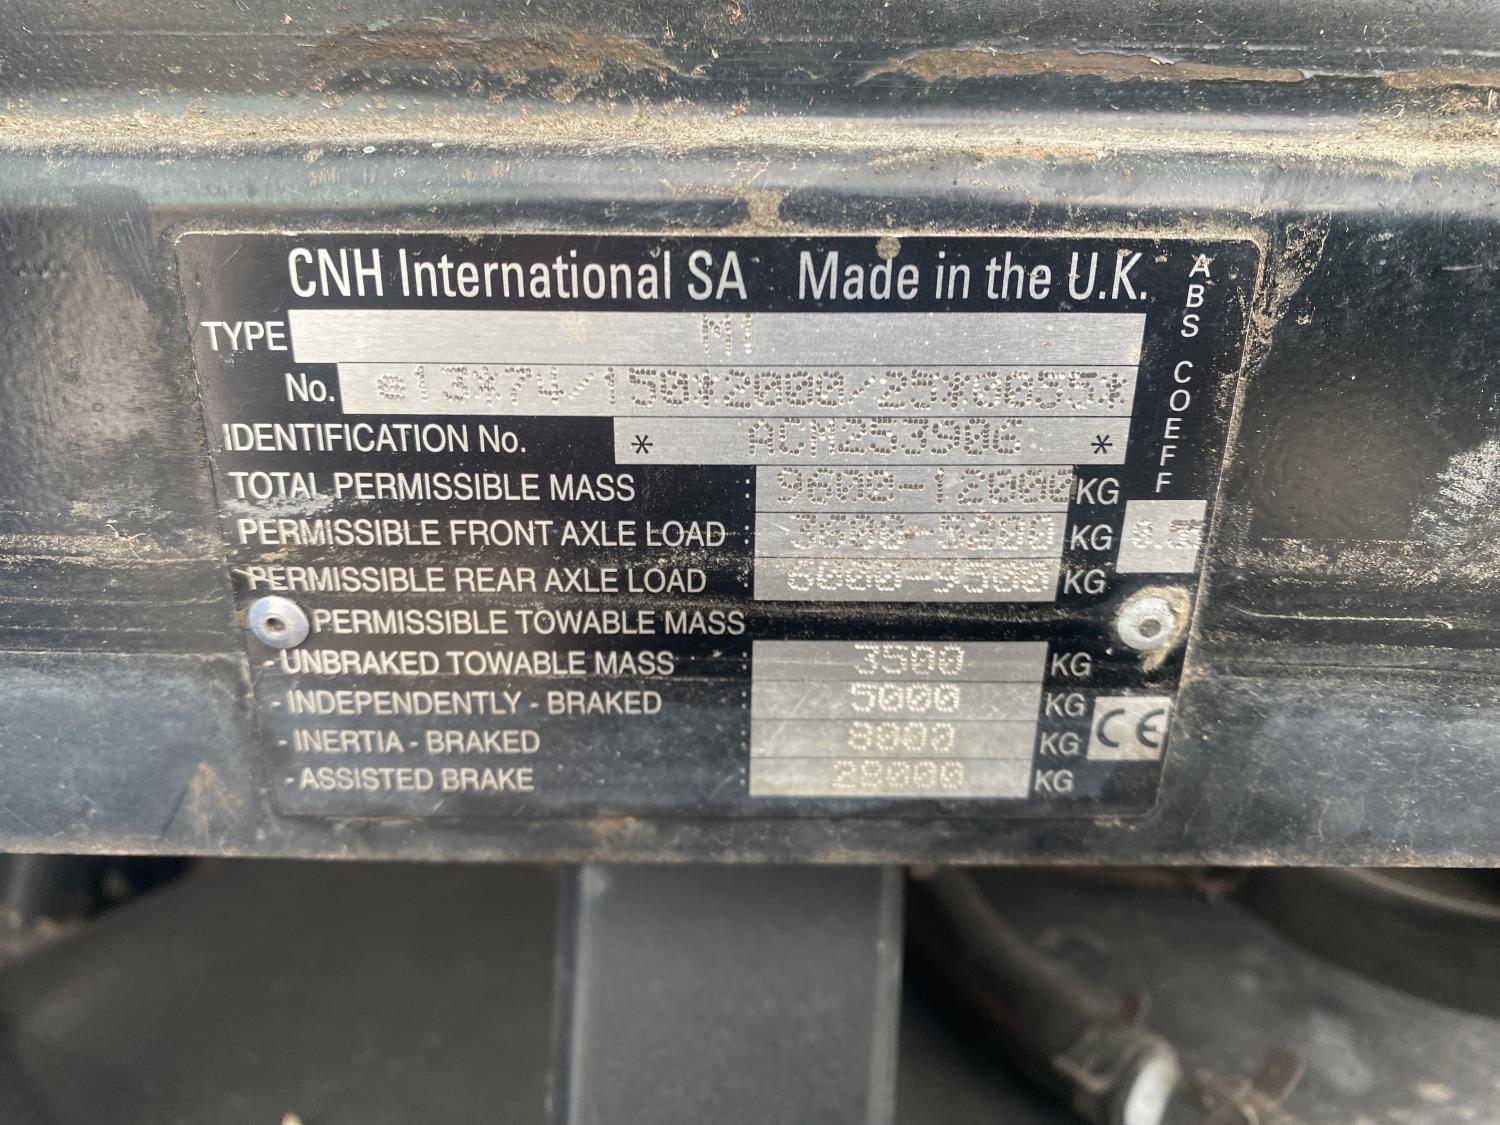 CNH International SA Made in the U.K.
TYPE M1
No. e13*74/150*2000/25*0055*
IDENTIFICATION No. * ACM253906 *
TOTAL PERMISSIBLE MASS : 9600-12000 KG
PERMISSIBLE FRONT AXLE LOAD : 3600-5200 KG
PERMISSIBLE REAR AXLE LOAD : 6000-9500 KG
PERMISSIBLE TOWABLE MASS
- UNBRAKED TOWABLE MASS : 3500 KG
- INDEPENDENTLY - BRAKED : 5000 KG
- INERTIA - BRAKED : 8000 KG
- ASSISTED BRAKE : 28000 KG
ABS COEFF
CE